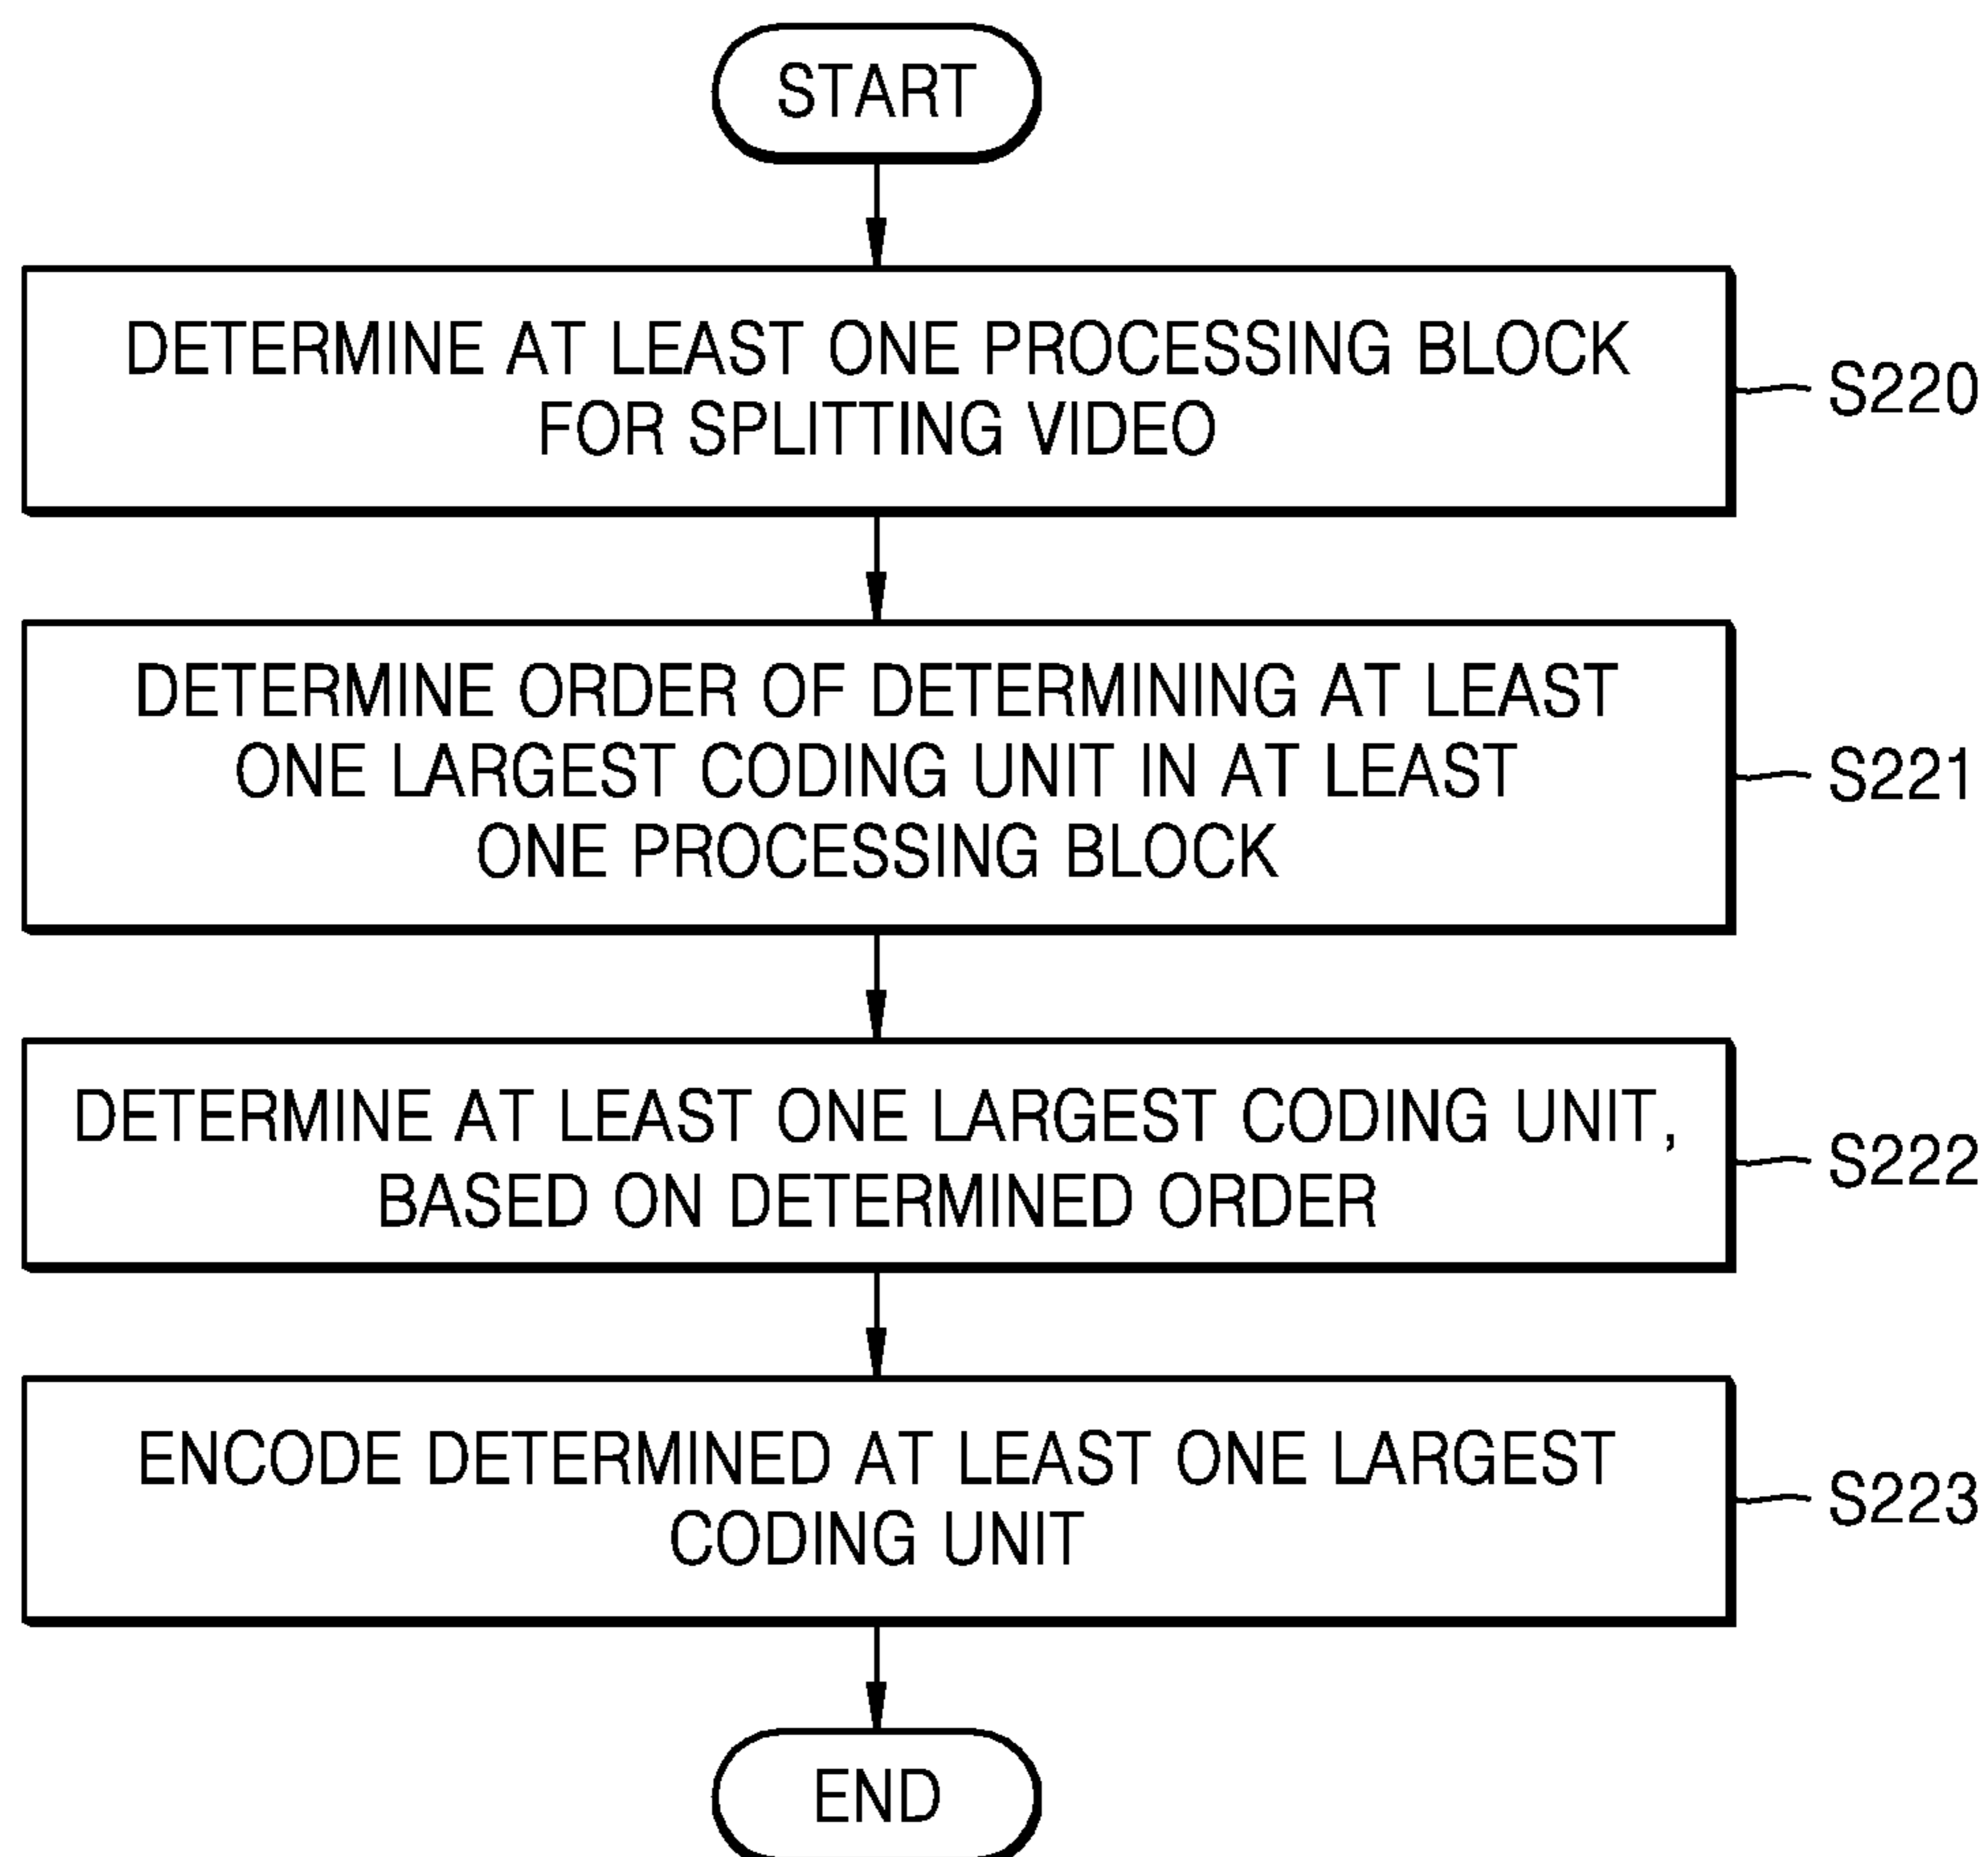 START
DETERMINE AT LEAST ONE PROCESSING BLOCK
FOR SPLITTING VIDEO
S220
DETERMINE ORDER OF DETERMINING AT LEAST
ONE LARGEST CODING UNIT IN AT LEAST
ONE PROCESSING BLOCK
S221
DETERMINE AT LEAST ONE LARGEST CODING UNIT,
BASED ON DETERMINED ORDER
S222
ENCODE DETERMINED AT LEAST ONE LARGEST
CODING UNIT
S223
END